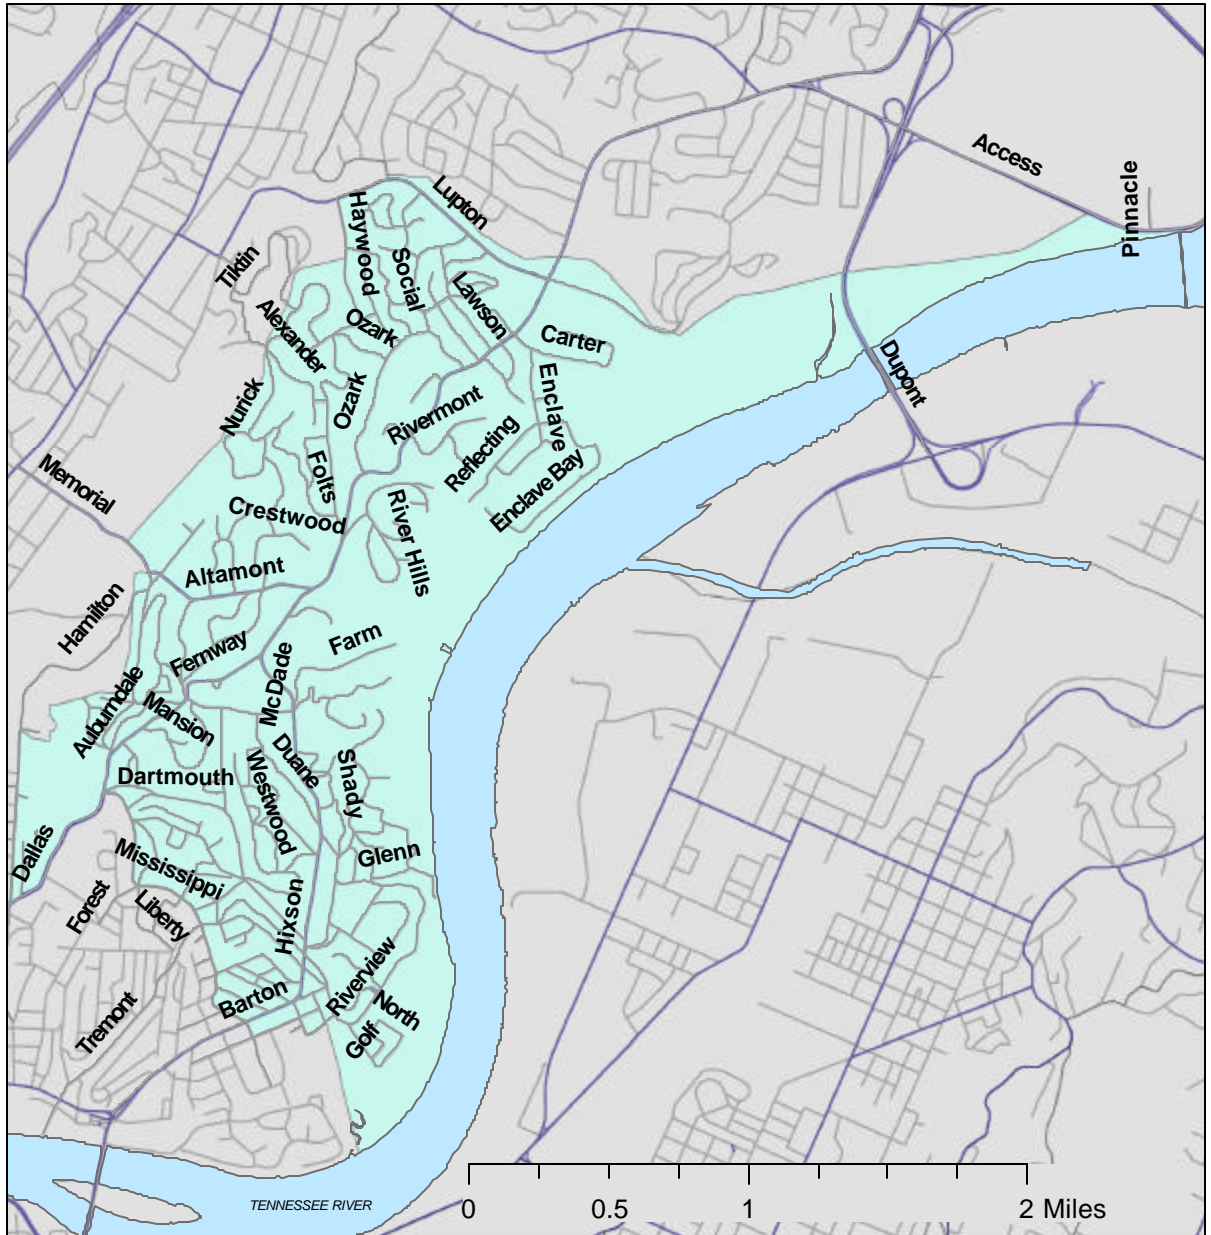 Access
Pinnacle
Lupton
Haywood
Social
Tiktin
Lawson
Alexander
Ozark
Carter
Dupont
Enclave
Ozark
Nurick
Rivermont
Reflecting
Folts
Enclave Bay
Memorial
Crestwood
River Hills
Altamont
Hamilton
Farm
Fernway
McDade
Auburndale
Mansion
Duane
Shady
Dartmouth
Westwood
Dallas
Glenn
Mississippi
Forest
Liberty
Hixson
Riverview
Barton
North
Tremont
Golf
TENNESSEE RIVER
0 0.5 1 2 Miles